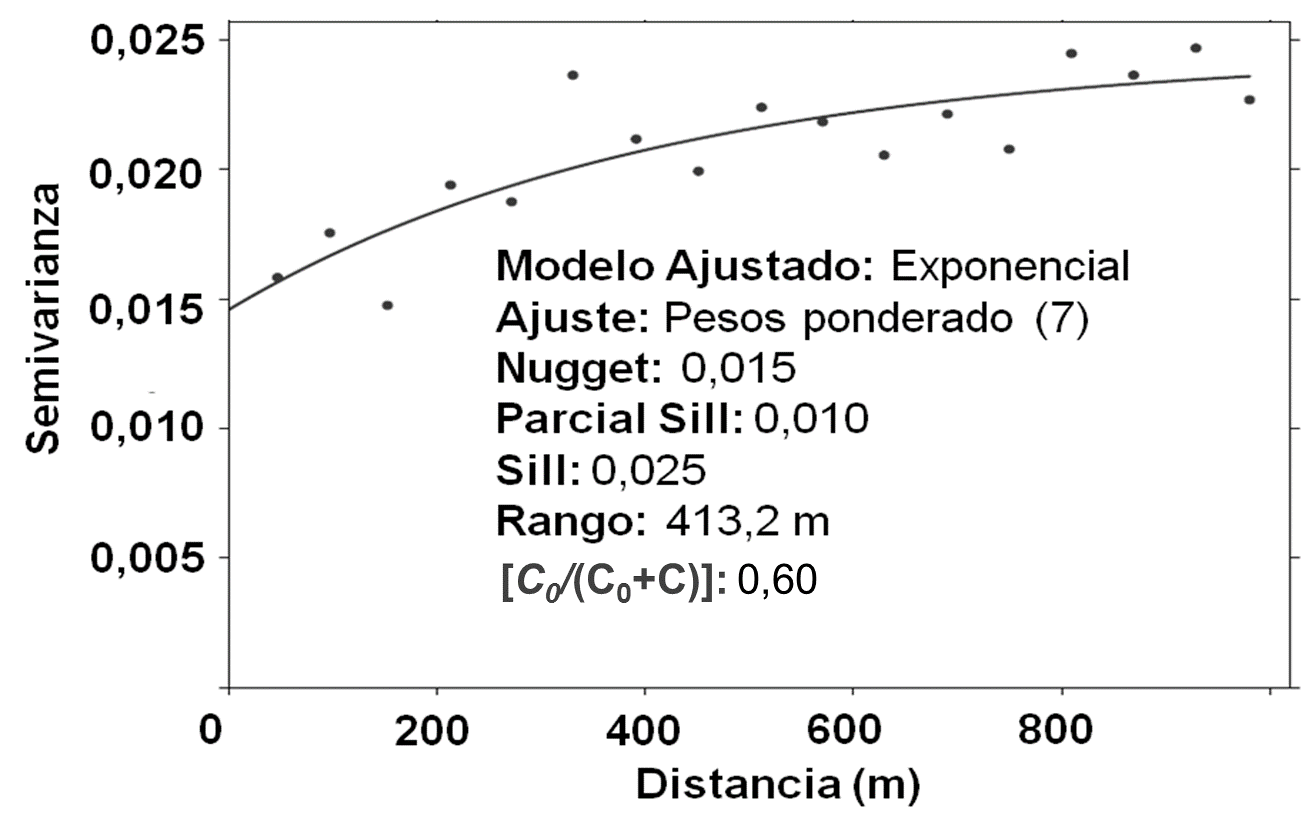 0,025
0,020
0,015
0,010
0,005
Semivarianza
Modelo Ajustado: Exponencial
Ajuste: Pesos ponderado (7)
Nugget: 0,015
Parcial Sill: 0,010
Sill: 0,025
Rango: 413,2 m
[C₀/(C₀+C)]: 0,60
0 200 400 600 800
Distancia (m)